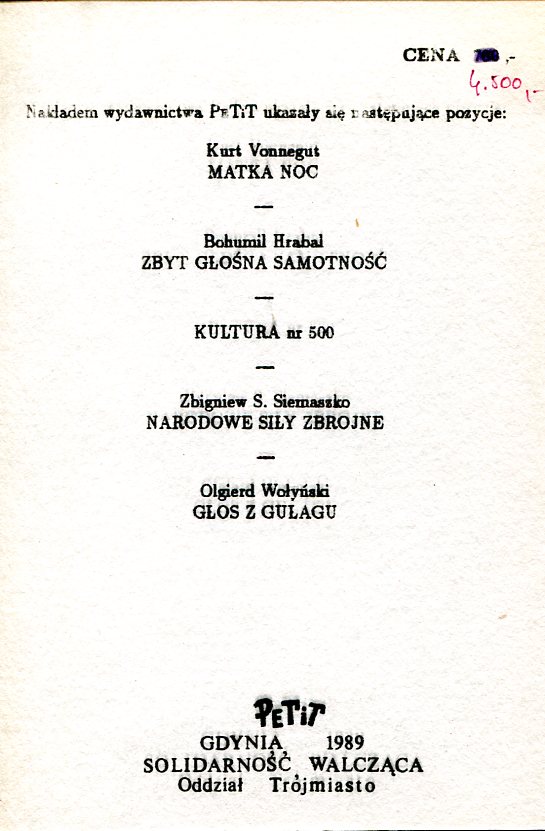 CENA ,-
4.500,-
Nakładem wydawnictwa PETiT ukazały się następujące pozycje:
Kurt Vonnegut
MATKA NOC
—
Bohumil Hrabal
ZBYT GŁOŚNA SAMOTNOŚĆ
—
KULTURA nr 500
—
Zbigniew S. Siemaszko
NARODOWE SIŁY ZBROJNE
—
Olgierd Wołyński
GŁOS Z GUŁAGU
PETiT
GDYNIA 1989
SOLIDARNOŚĆ WALCZĄCA
Oddział Trójmiasto